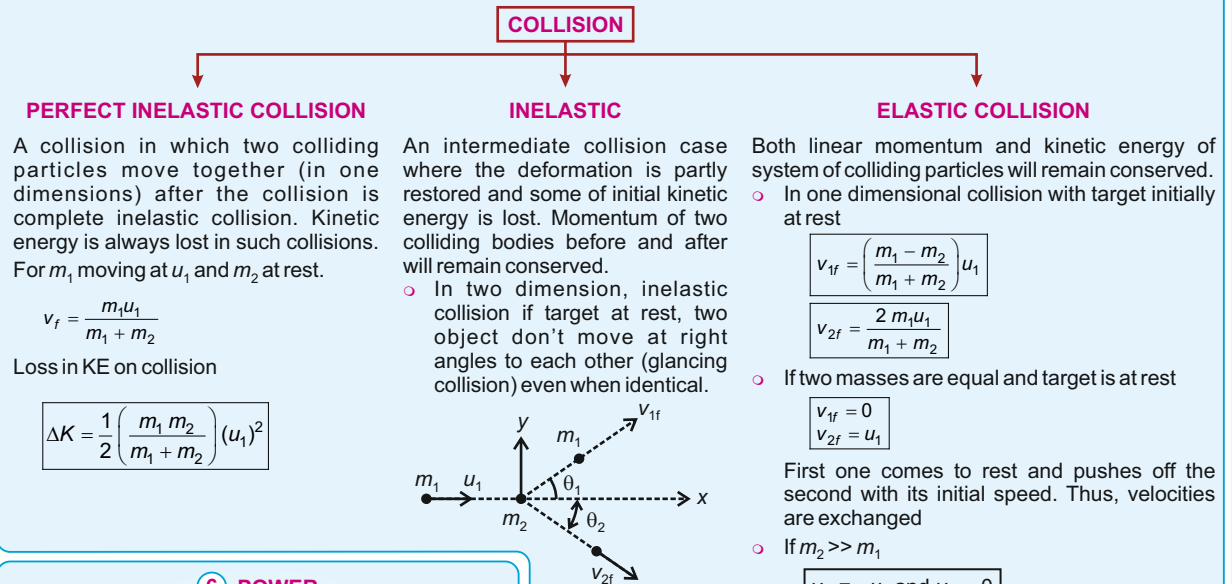 COLLISION
PERFECT INELASTIC COLLISION
A collision in which two colliding
particles move together (in one
dimensions) after the collision is
complete inelastic collision. Kinetic
energy is always lost in such collisions.
For m₁ moving at u₁ and m₂ at rest.
v_f = m₁u₁ / (m₁ + m₂)
Loss in KE on collision
ΔK = 1/2 (m₁ m₂ / (m₁ + m₂)) (u₁)²
INELASTIC
An intermediate collision case
where the deformation is partly
restored and some of initial kinetic
energy is lost. Momentum of two
colliding bodies before and after
will remain conserved.
In two dimension, inelastic
collision if target at rest, two
object don't move at right
angles to each other (glancing
collision) even when identical.
y
m₁
v₁f
m₁
u₁
θ₁
x
m₂
θ₂
v₂f
ELASTIC COLLISION
Both linear momentum and kinetic energy of
system of colliding particles will remain conserved.
In one dimensional collision with target initially
at rest
v₁f = ((m₁ − m₂) / (m₁ + m₂)) u₁
v₂f = 2 m₁u₁ / (m₁ + m₂)
If two masses are equal and target is at rest
v₁f = 0
v₂f = u₁
First one comes to rest and pushes off the
second with its initial speed. Thus, velocities
are exchanged
If m₂ >> m₁